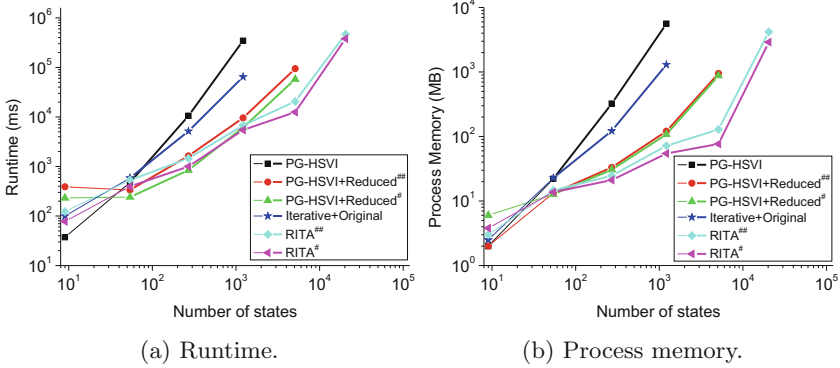 10^6
10^5
10^4
10^3
10^2
10^1
Runtime (ms)
PG-HSVI
PG-HSVI+Reduced^##
PG-HSVI+Reduced^#
Iterative+Original
RITA^##
RITA^#
10^1 10^2 10^3 10^4 10^5
Number of states
(a) Runtime.
10^4
10^3
10^2
10^1
10^0
Process Memory (MB)
PG-HSVI
PG-HSVI+Reduced^##
PG-HSVI+Reduced^#
Iterative+Original
RITA^##
RITA^#
10^1 10^2 10^3 10^4 10^5
Number of states
(b) Process memory.